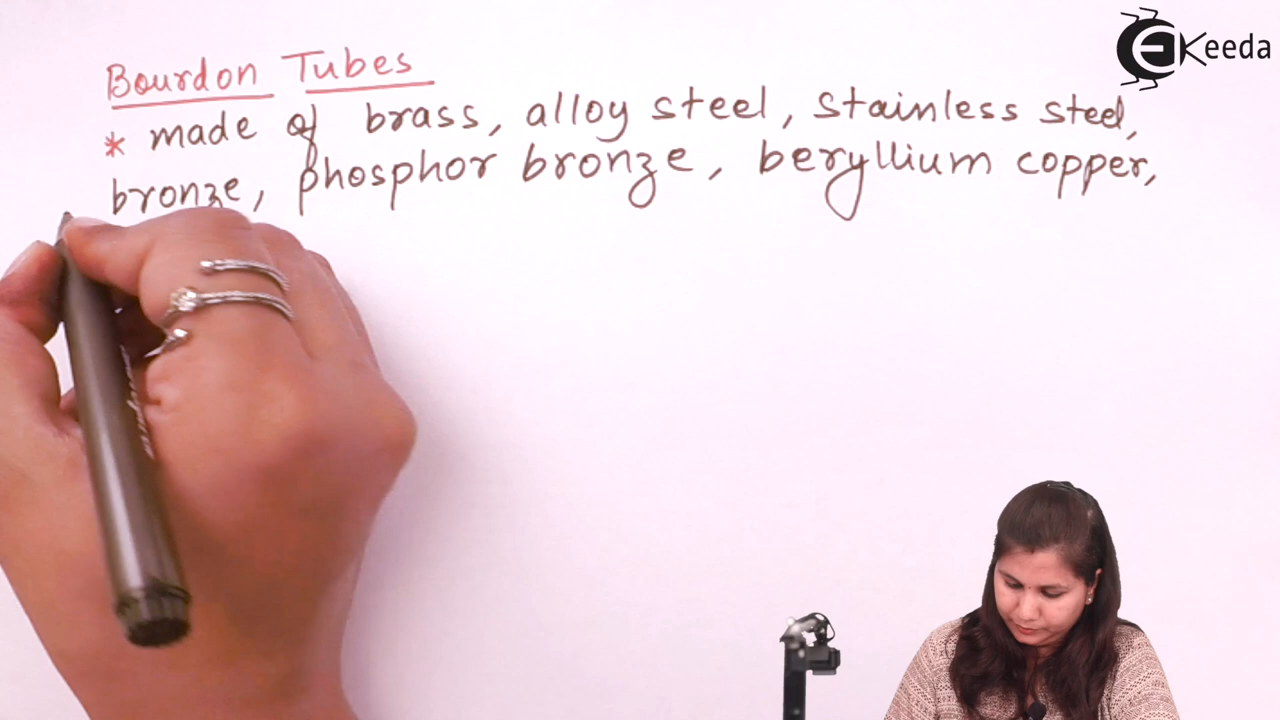 Bourdon Tubes
* made of brass, alloy steel, stainless steel,
bronze, phosphor bronze, beryllium copper,
EKeeda